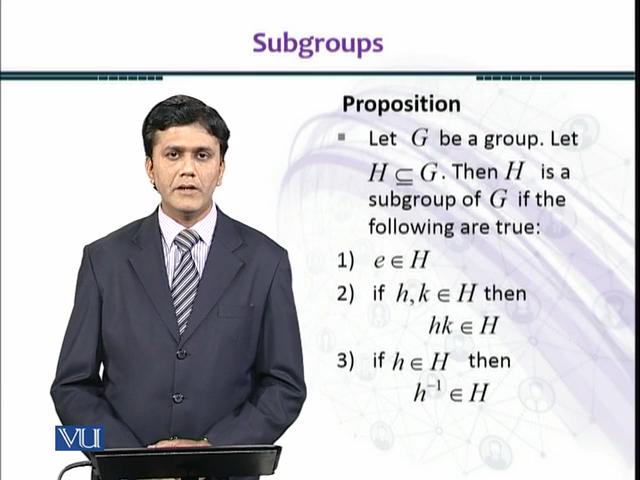 Subgroups
Proposition
▪ Let G be a group. Let
H ⊆ G. Then H is a
subgroup of G if the
following are true:
1) e ∈ H
2) if h, k ∈ H then
hk ∈ H
3) if h ∈ H then
h⁻¹ ∈ H
VU